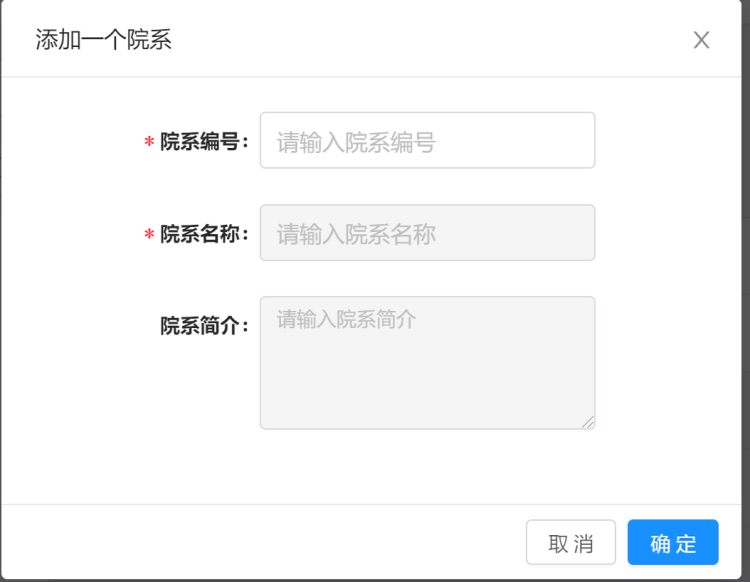 添加一个院系
* 院系编号：
请输入院系编号
* 院系名称：
请输入院系名称
院系简介：
请输入院系简介
取 消
确 定